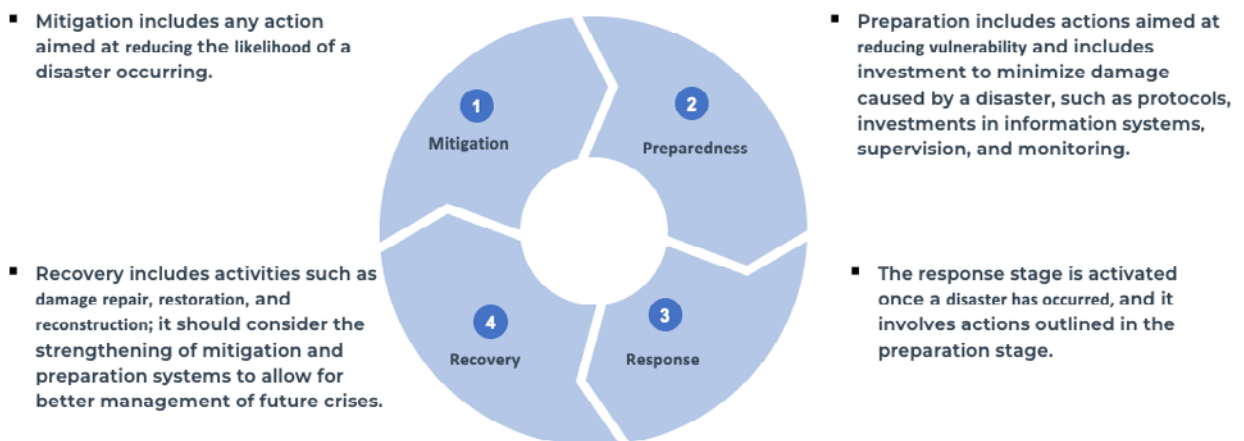 ▪ Mitigation includes any action
aimed at reducing the likelihood of a
disaster occurring.
1
Mitigation
2
Preparedness
▪ Preparation includes actions aimed at
reducing vulnerability and includes
investment to minimize damage
caused by a disaster, such as protocols,
investments in information systems,
supervision, and monitoring.
▪ Recovery includes activities such as
damage repair, restoration, and
reconstruction; it should consider the
strengthening of mitigation and
preparation systems to allow for
better management of future crises.
4
Recovery
3
Response
▪ The response stage is activated
once a disaster has occurred, and it
involves actions outlined in the
preparation stage.